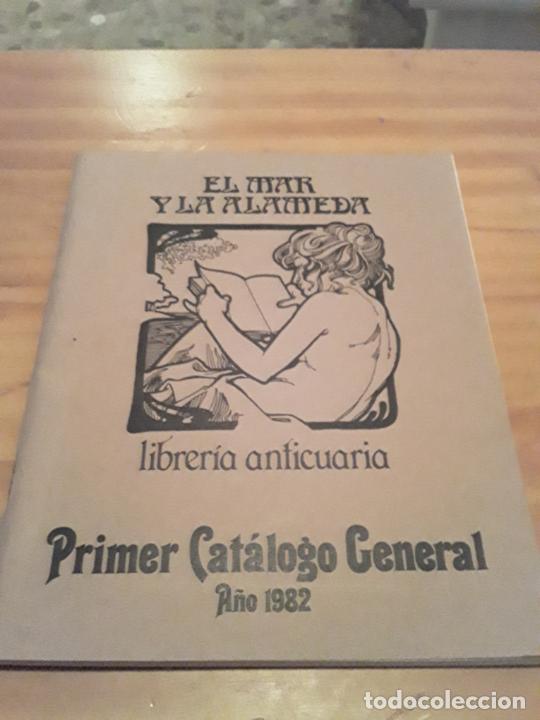 EL MAR
Y LA ALAMEDA
librería anticuaria
Primer Catálogo General
Año 1982
todocoleccion